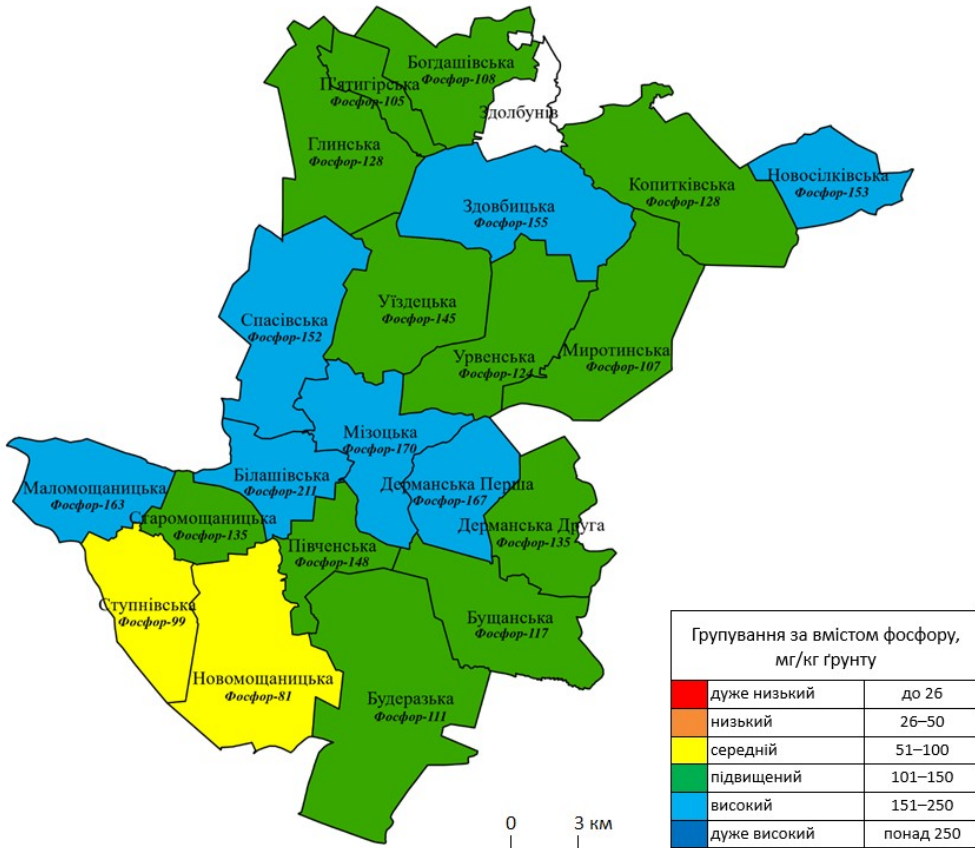 Богдашівська
Фосфор-108
П'ятигірська
Фосфор-105
Здолбунів
Глинська
Фосфор-128
Копитківська
Фосфор-128
Новосілківська
Фосфор-153
Здовбицька
Фосфор-155
Уїздецька
Фосфор-145
Спасівська
Фосфор-152
Урвенська
Фосфор-124
Миротинська
Фосфор-107
Мізоцька
Фосфор-170
Білашівська
Фосфор-211
Дерманська Перша
Фосфор-167
Маломощаницька
Фосфор-163
Старомощаницька
Фосфор-135
Дерманська Друга
Фосфор-135
Півченська
Фосфор-148
Ступнівська
Фосфор-99
Бущанська
Фосфор-117
Новомощаницька
Фосфор-81
Будеразька
Фосфор-111
Групування за вмістом фосфору,
мг/кг ґрунту
дуже низький до 26
низький 26–50
середній 51–100
підвищений 101–150
високий 151–250
дуже високий понад 250
0 3 км